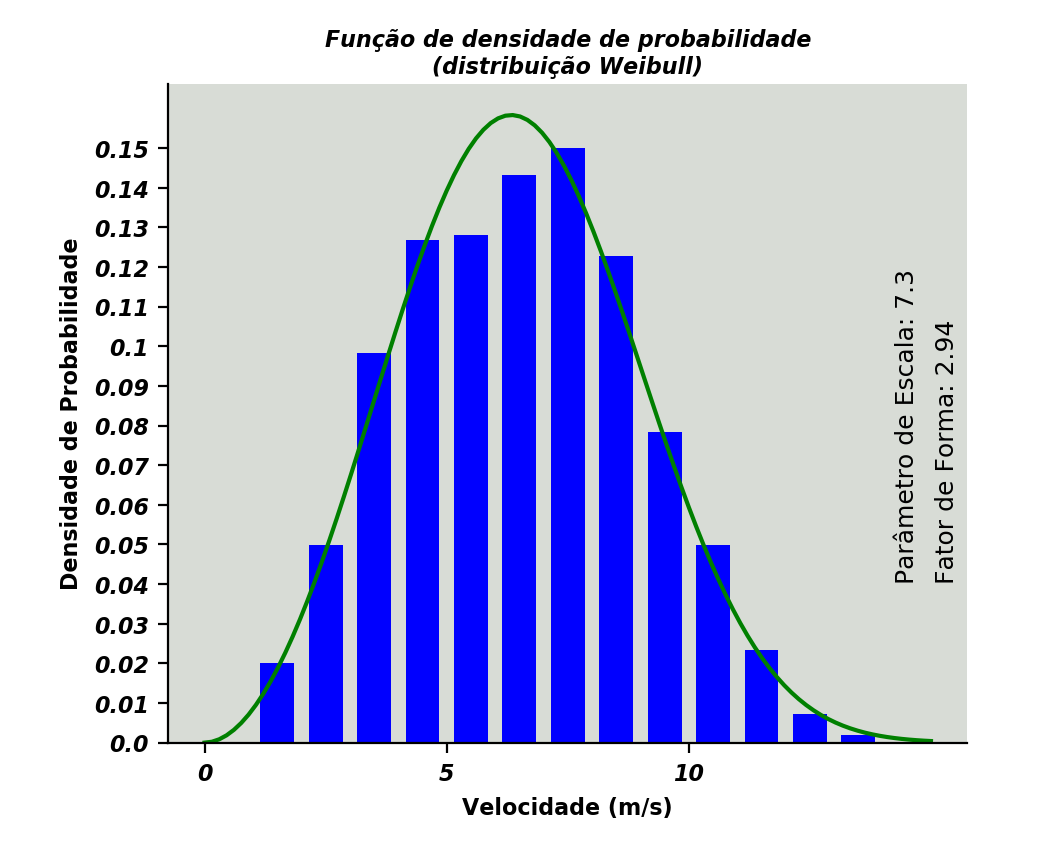 Função de densidade de probabilidade
(distribuição Weibull)
Densidade de Probabilidade
0.15
0.14
0.13
0.12
0.11
0.1
0.09
0.08
0.07
0.06
0.05
0.04
0.03
0.02
0.01
0.0
Parâmetro de Escala: 7.3
Fator de Forma: 2.94
0 5 10
Velocidade (m/s)